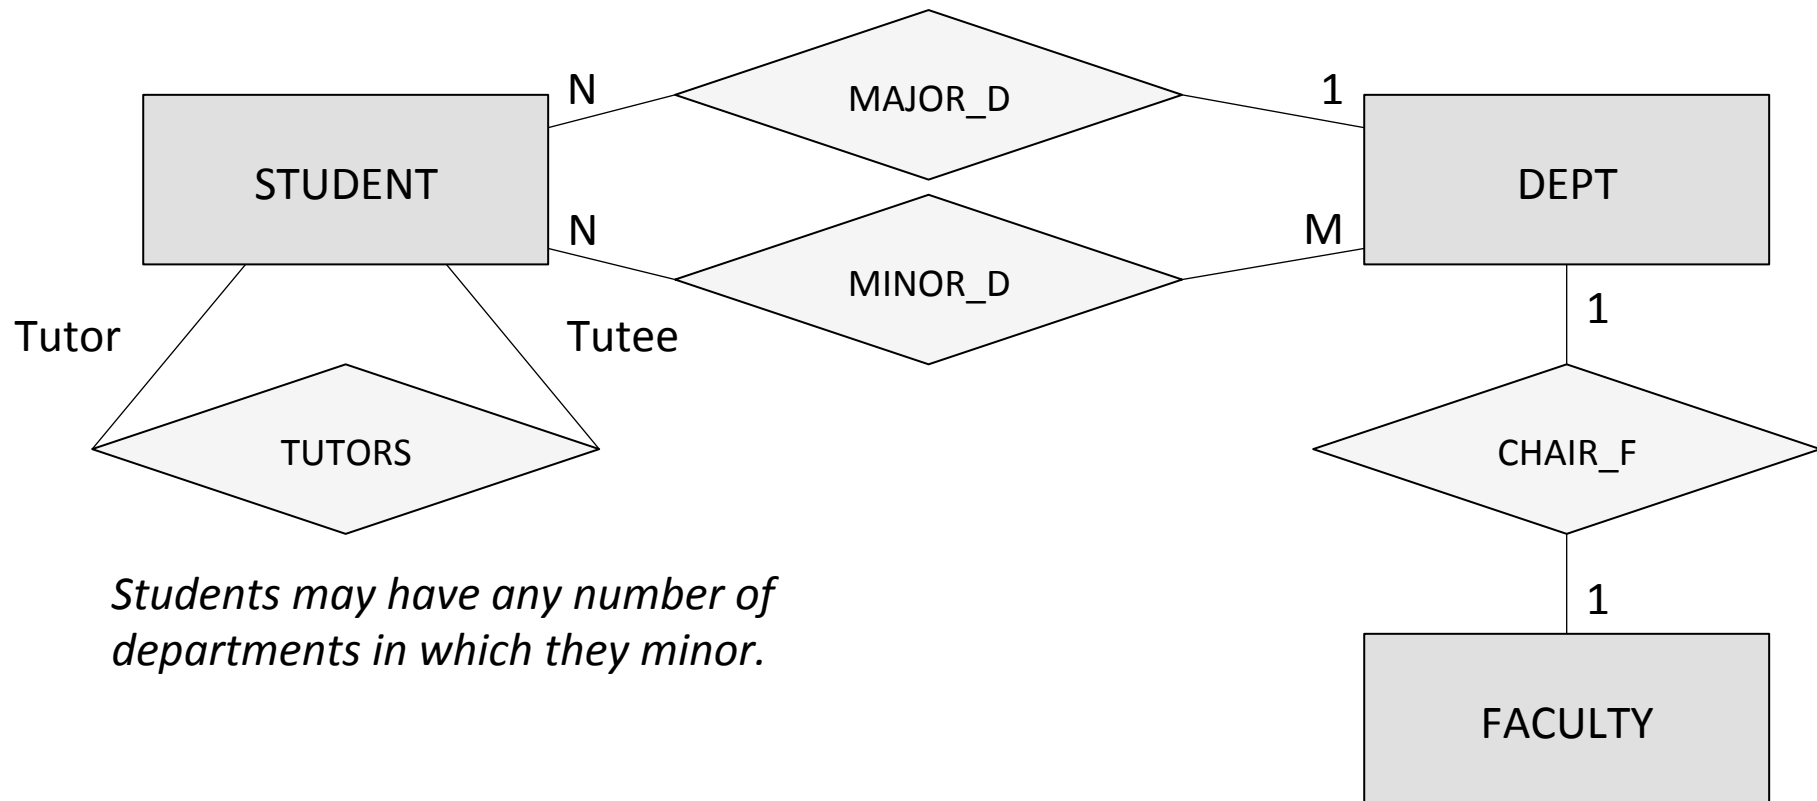 N
MAJOR_D
1
STUDENT
DEPT
N
MINOR_D
M
Tutor
Tutee
1
TUTORS
CHAIR_F
Students may have any number of
departments in which they minor.
1
FACULTY